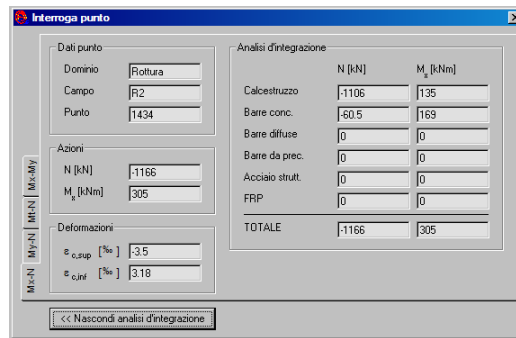 Interroga punto
Dati punto
Dominio Rottura
Campo R2
Punto 1434
Azioni
N [kN] -1166
Mx [kNm] 305
Deformazioni
ε c,sup [‰] -3.5
ε c,inf [‰] 3.18
Mx-My
Mt-N
My-N
Mx-N
<< Nascondi analisi d'integrazione
Analisi d'integrazione
N [kN] Mx [kNm]
Calcestruzzo -1106 135
Barre conc. -60.5 169
Barre diffuse 0 0
Barre da prec. 0 0
Acciaio strutt. 0 0
FRP 0 0
TOTALE -1166 305